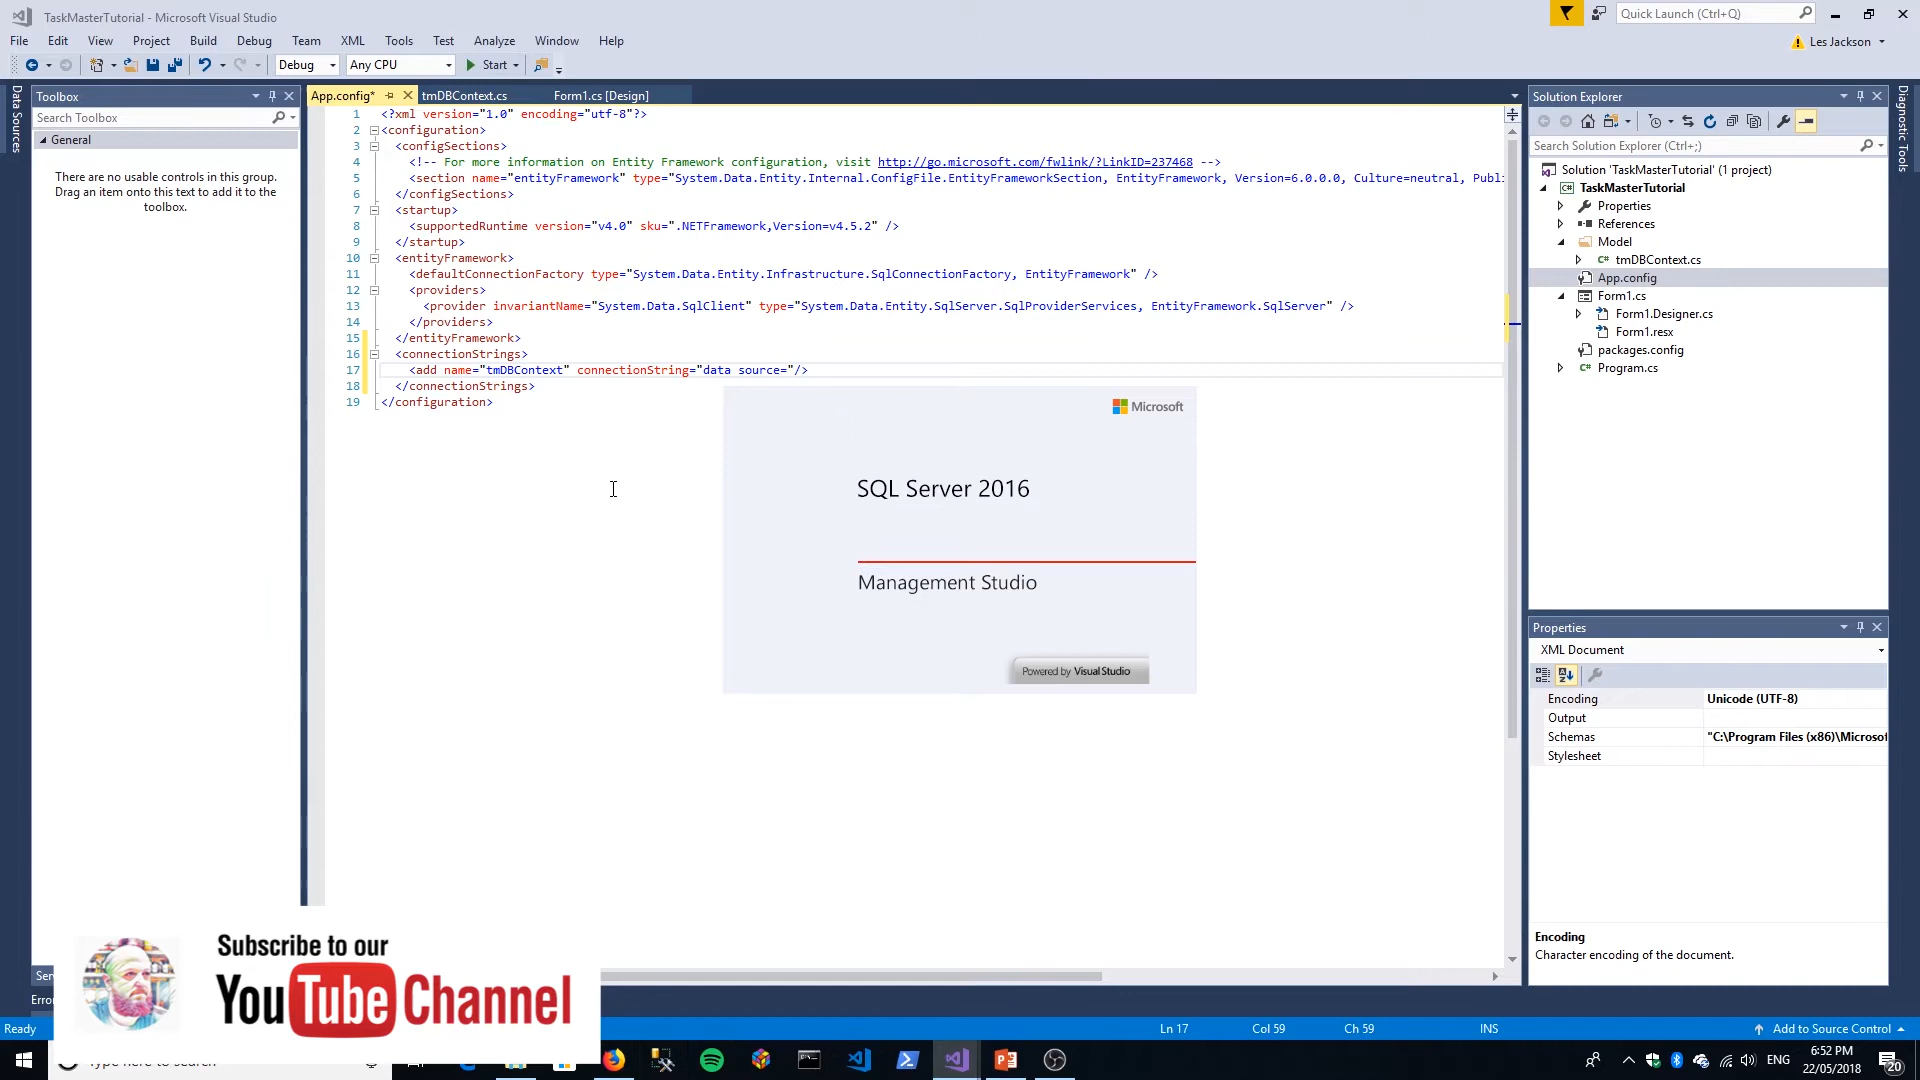 TaskMasterTutorial - Microsoft Visual Studio
Quick Launch (Ctrl+Q)
File Edit View Project Build Debug Team XML Tools Test Analyze Window Help
Les Jackson
Debug Any CPU Start
Data Sources
Toolbox
Search Toolbox
General
There are no usable controls in this group.
Drag an item onto this text to add it to the
toolbox.
App.config* tmDBContext.cs Form1.cs [Design]
1 <?xml version="1.0" encoding="utf-8"?>
2 <configuration>
3 <configSections>
4 <!-- For more information on Entity Framework configuration, visit http://go.microsoft.com/fwlink/?LinkID=237468 -->
5 <section name="entityFramework" type="System.Data.Entity.Internal.ConfigFile.EntityFrameworkSection, EntityFramework, Version=6.0.0.0, Culture=neutral, Publi
6 </configSections>
7 <startup>
8 <supportedRuntime version="v4.0" sku=".NETFramework,Version=v4.5.2" />
9 </startup>
10 <entityFramework>
11 <defaultConnectionFactory type="System.Data.Entity.Infrastructure.SqlConnectionFactory, EntityFramework" />
12 <providers>
13 <provider invariantName="System.Data.SqlClient" type="System.Data.Entity.SqlServer.SqlProviderServices, EntityFramework.SqlServer" />
14 </providers>
15 </entityFramework>
16 <connectionStrings>
17 <add name="tmDBContext" connectionString="data source="/>
18 </connectionStrings>
19 </configuration>
Microsoft
SQL Server 2016
Management Studio
Powered by Visual Studio
Solution Explorer
Search Solution Explorer (Ctrl+;)
Solution 'TaskMasterTutorial' (1 project)
TaskMasterTutorial
Properties
References
Model
tmDBContext.cs
App.config
Form1.cs
Form1.Designer.cs
Form1.resx
packages.config
Program.cs
Diagnostic Tools
Properties
XML Document
Encoding Unicode (UTF-8)
Output
Schemas "C:\Program Files (x86)\Microsof
Stylesheet
Encoding
Character encoding of the document.
Subscribe to our
YouTube Channel
Ready Ln 17 Col 59 Ch 59 INS Add to Source Control
ENG
6:52 PM
22/05/2018
20